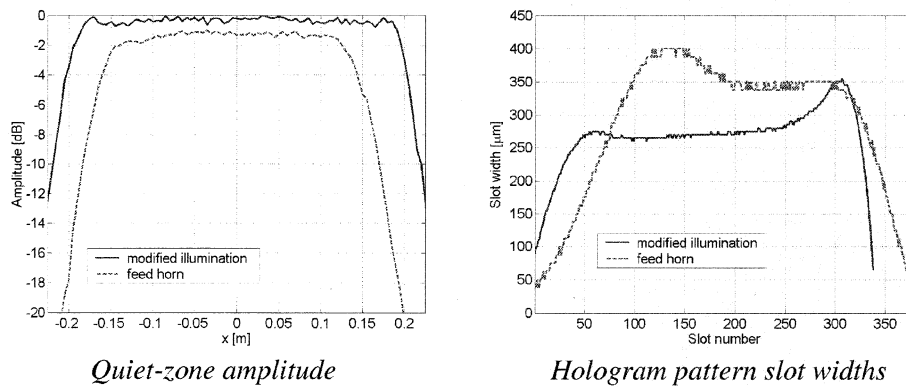 0
-2
-4
-6
-8
-10
-12
-14
-16
-18
-20
Amplitude [dB]
modified illumination
feed horn
-0.2 -0.15 -0.1 -0.05 0 0.05 0.1 0.15 0.2
x [m]
Quiet-zone amplitude
450
400
350
300
250
200
150
100
50
0
Slot width [μm]
modified illumination
feed horn
50 100 150 200 250 300 350
Slot number
Hologram pattern slot widths